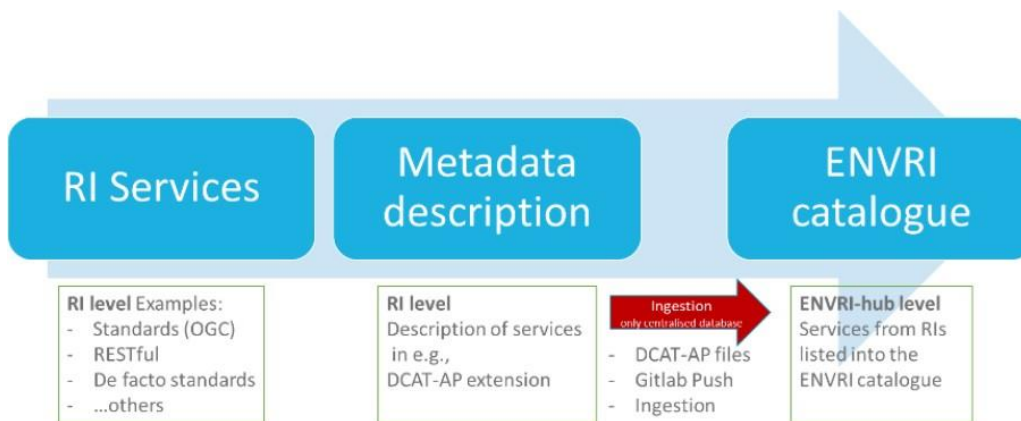 RI Services
Metadata
description
ENVRI
catalogue
RI level Examples:
- Standards (OGC)
- RESTful
- De facto standards
- ...others
RI level
Description of services
in e.g.,
DCAT-AP extension
Ingestion
only centralised database
- DCAT-AP files
- Gitlab Push
- Ingestion
ENVRI-hub level
Services from RIs
listed into the
ENVRI catalogue